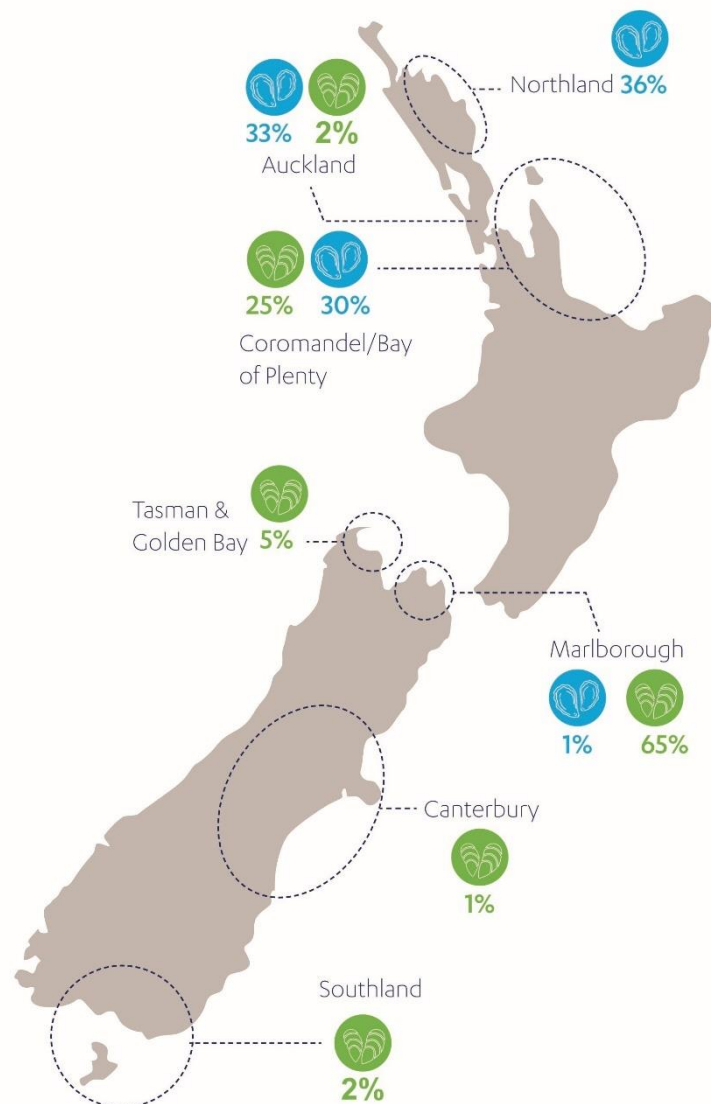 Northland 36%
33% 2%
Auckland
25% 30%
Coromandel/Bay
of Plenty
Tasman &
Golden Bay 5%
Marlborough
1% 65%
Canterbury
1%
Southland
2%